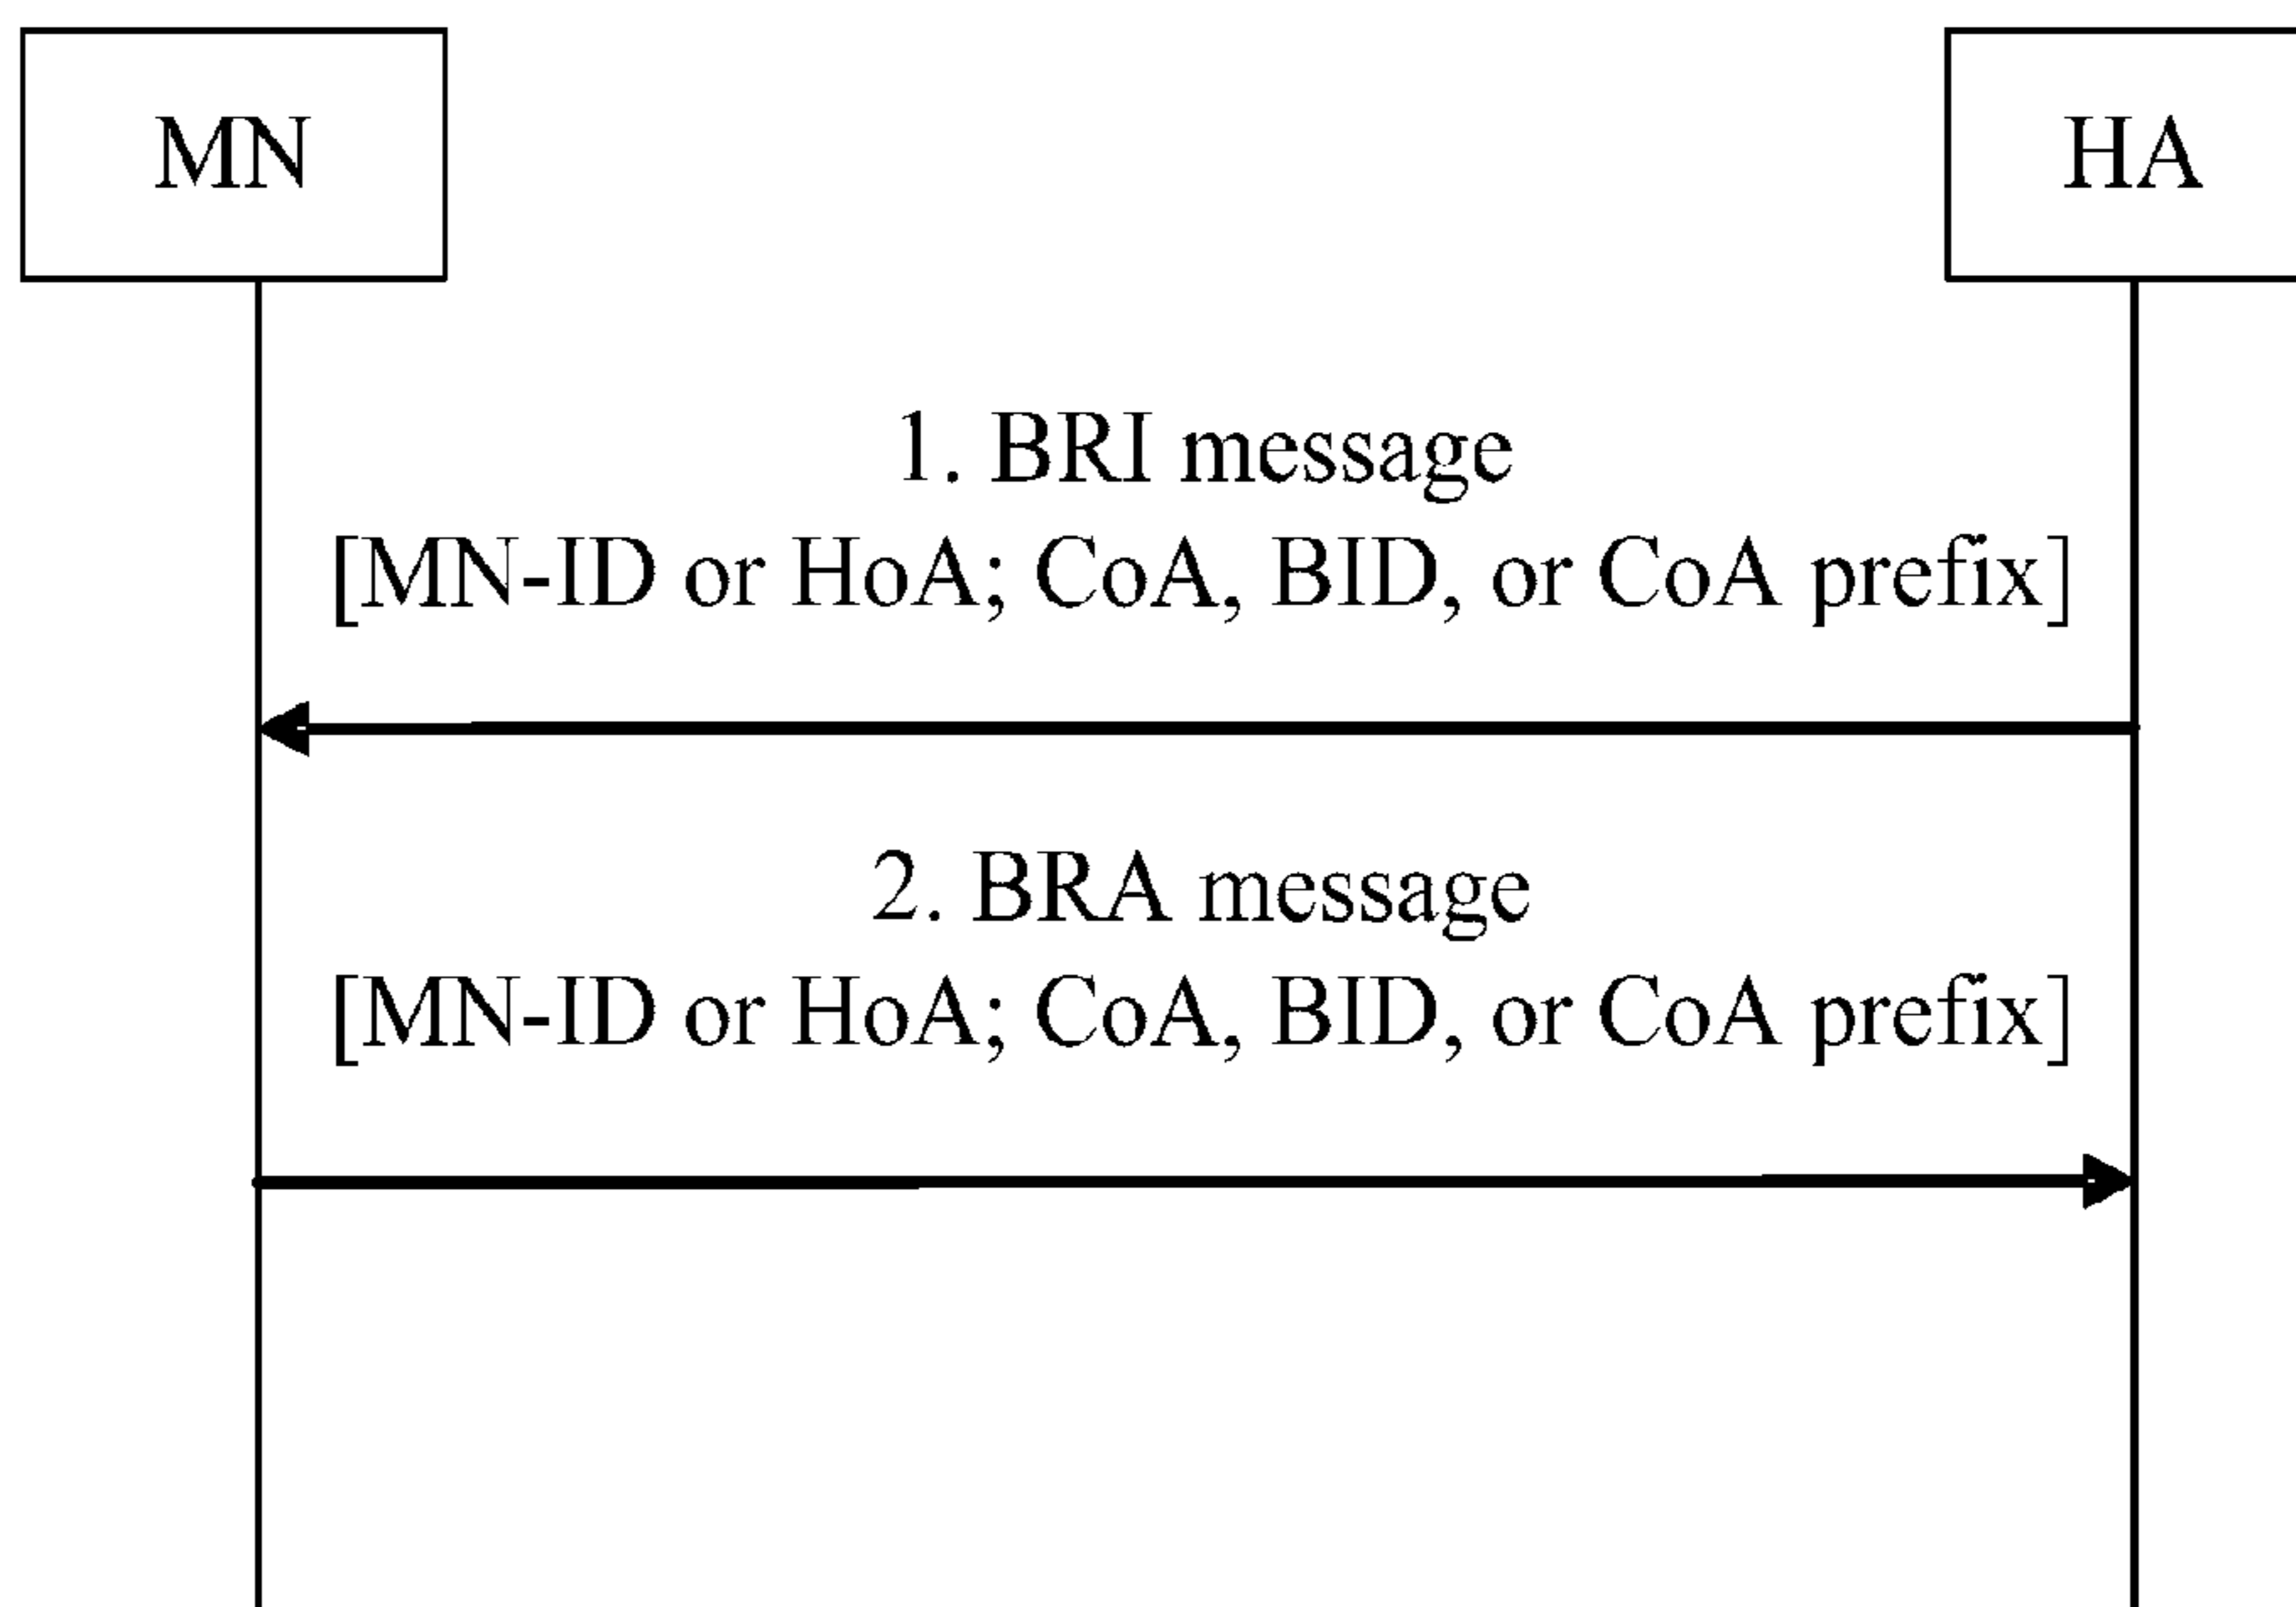 MN
HA
1. BRI message
[MN-ID or HoA; CoA, BID, or CoA prefix]
2. BRA message
[MN-ID or HoA; CoA, BID, or CoA prefix]